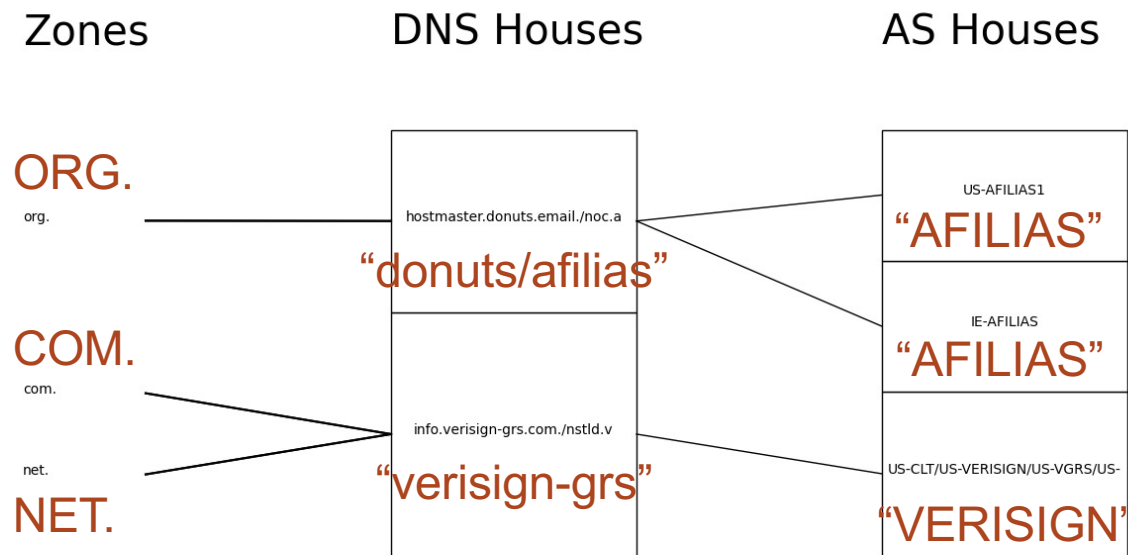 Zones
DNS Houses
AS Houses
ORG.
org.
hostmaster.donuts.email./noc.a
“donuts/afilias”
US-AFILIAS1
“AFILIAS”
IE-AFILIAS
“AFILIAS”
COM.
com.
net.
NET.
info.verisign-grs.com./nstld.v
“verisign-grs”
US-CLT/US-VERISIGN/US-VGRS/US-
“VERISIGN”